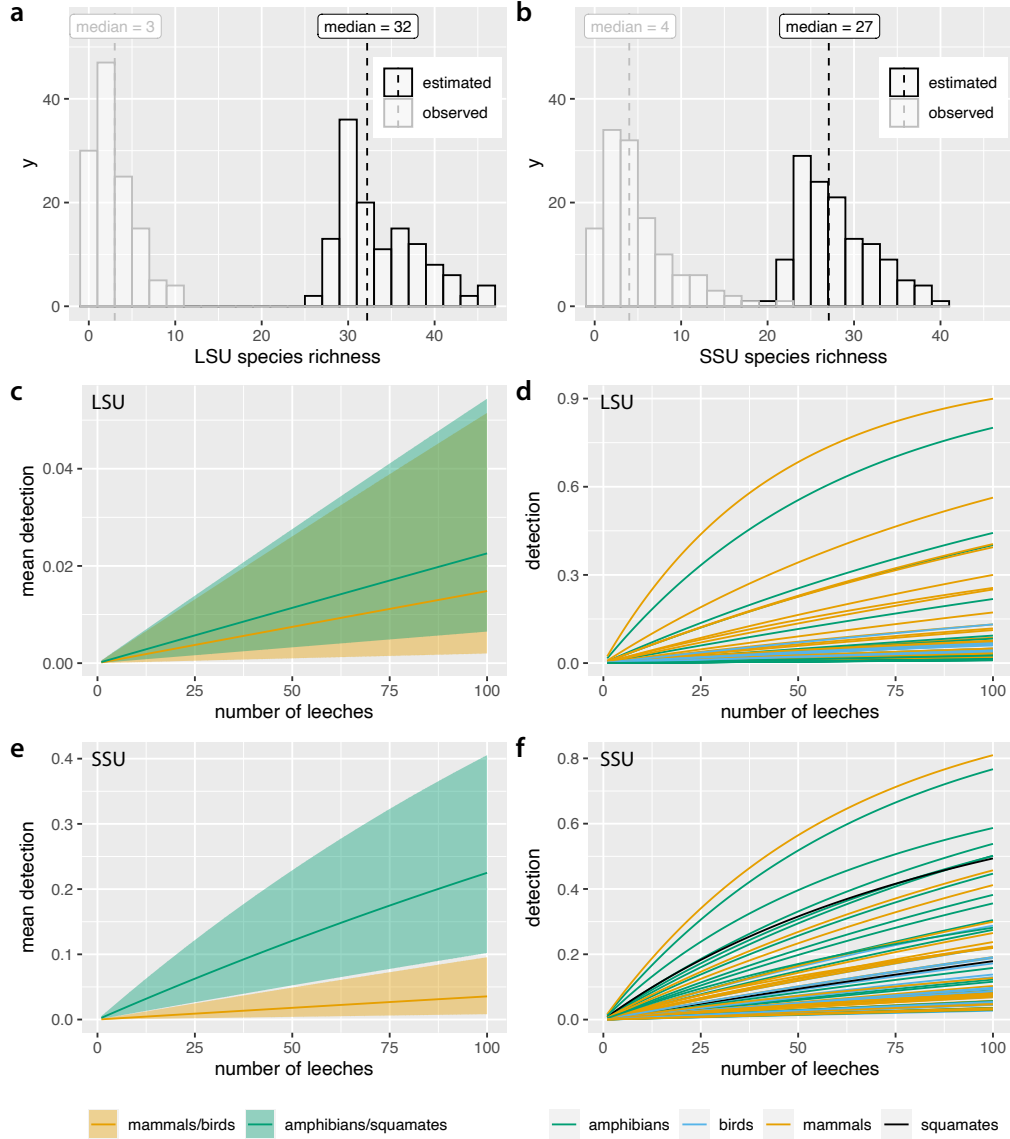 a
median = 3
median = 32
estimated
observed
y
0
20
40
0
10
20
30
40
LSU species richness
b
median = 4
median = 27
estimated
observed
y
0
20
40
0
10
20
30
40
SSU species richness
c
LSU
mean detection
0.04
0.02
0.00
0
25
50
75
100
number of leeches
d
LSU
detection
0.9
0.6
0.3
0.0
0
25
50
75
100
number of leeches
e
SSU
mean detection
0.4
0.3
0.2
0.1
0.0
0
25
50
75
100
number of leeches
f
SSU
detection
0.8
0.6
0.4
0.2
0.0
0
25
50
75
100
number of leeches
mammals/birds
amphibians/squamates
amphibians
birds
mammals
squamates